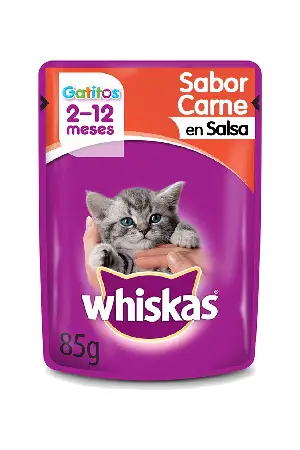 Gatitos
2-12
meses
Sabor
Carne
en Salsa
whiskas
85g